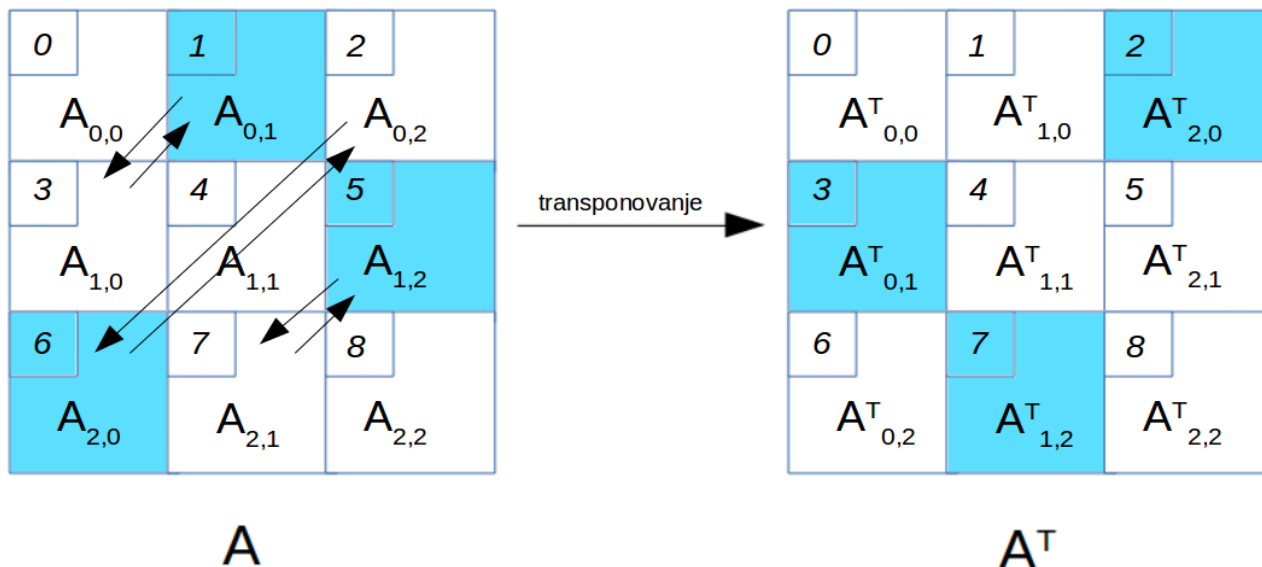 0 1 2
A0,0 A0,1 A0,2
3 4 5
A1,0 A1,1 A1,2
6 7 8
A2,0 A2,1 A2,2
A
transponovanje
0 1 2
AT0,0 AT1,0 AT2,0
3 4 5
AT0,1 AT1,1 AT2,1
6 7 8
AT0,2 AT1,2 AT2,2
AT